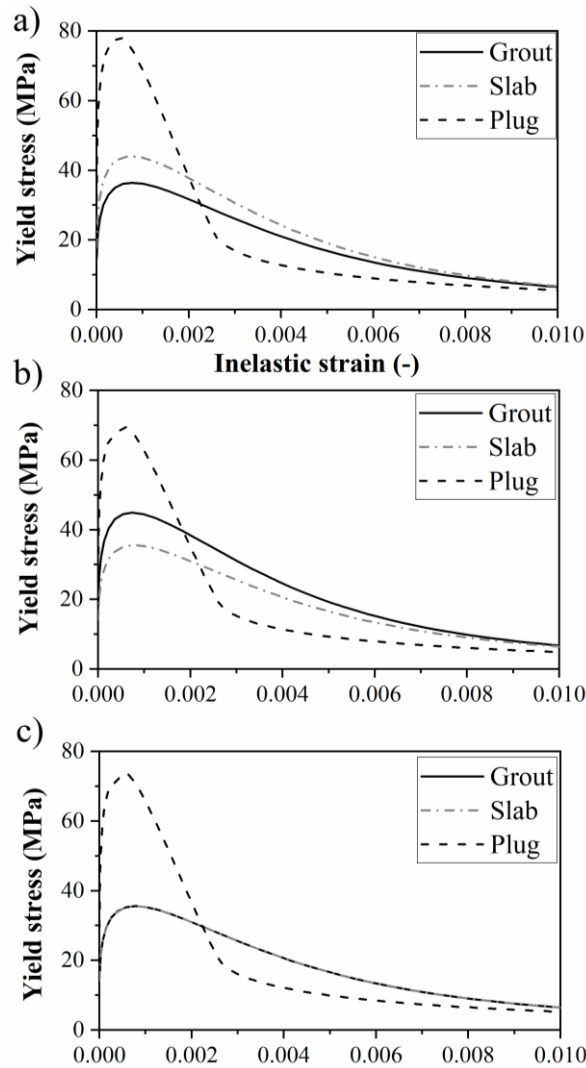 a)
80
60
40
20
0
Yield stress (MPa)
Grout
Slab
Plug
0.000 0.002 0.004 0.006 0.008 0.010
Inelastic strain (-)
b)
80
60
40
20
0
Yield stress (MPa)
Grout
Slab
Plug
0.000 0.002 0.004 0.006 0.008 0.010
c)
80
60
40
20
0
Yield stress (MPa)
Grout
Slab
Plug
0.000 0.002 0.004 0.006 0.008 0.010